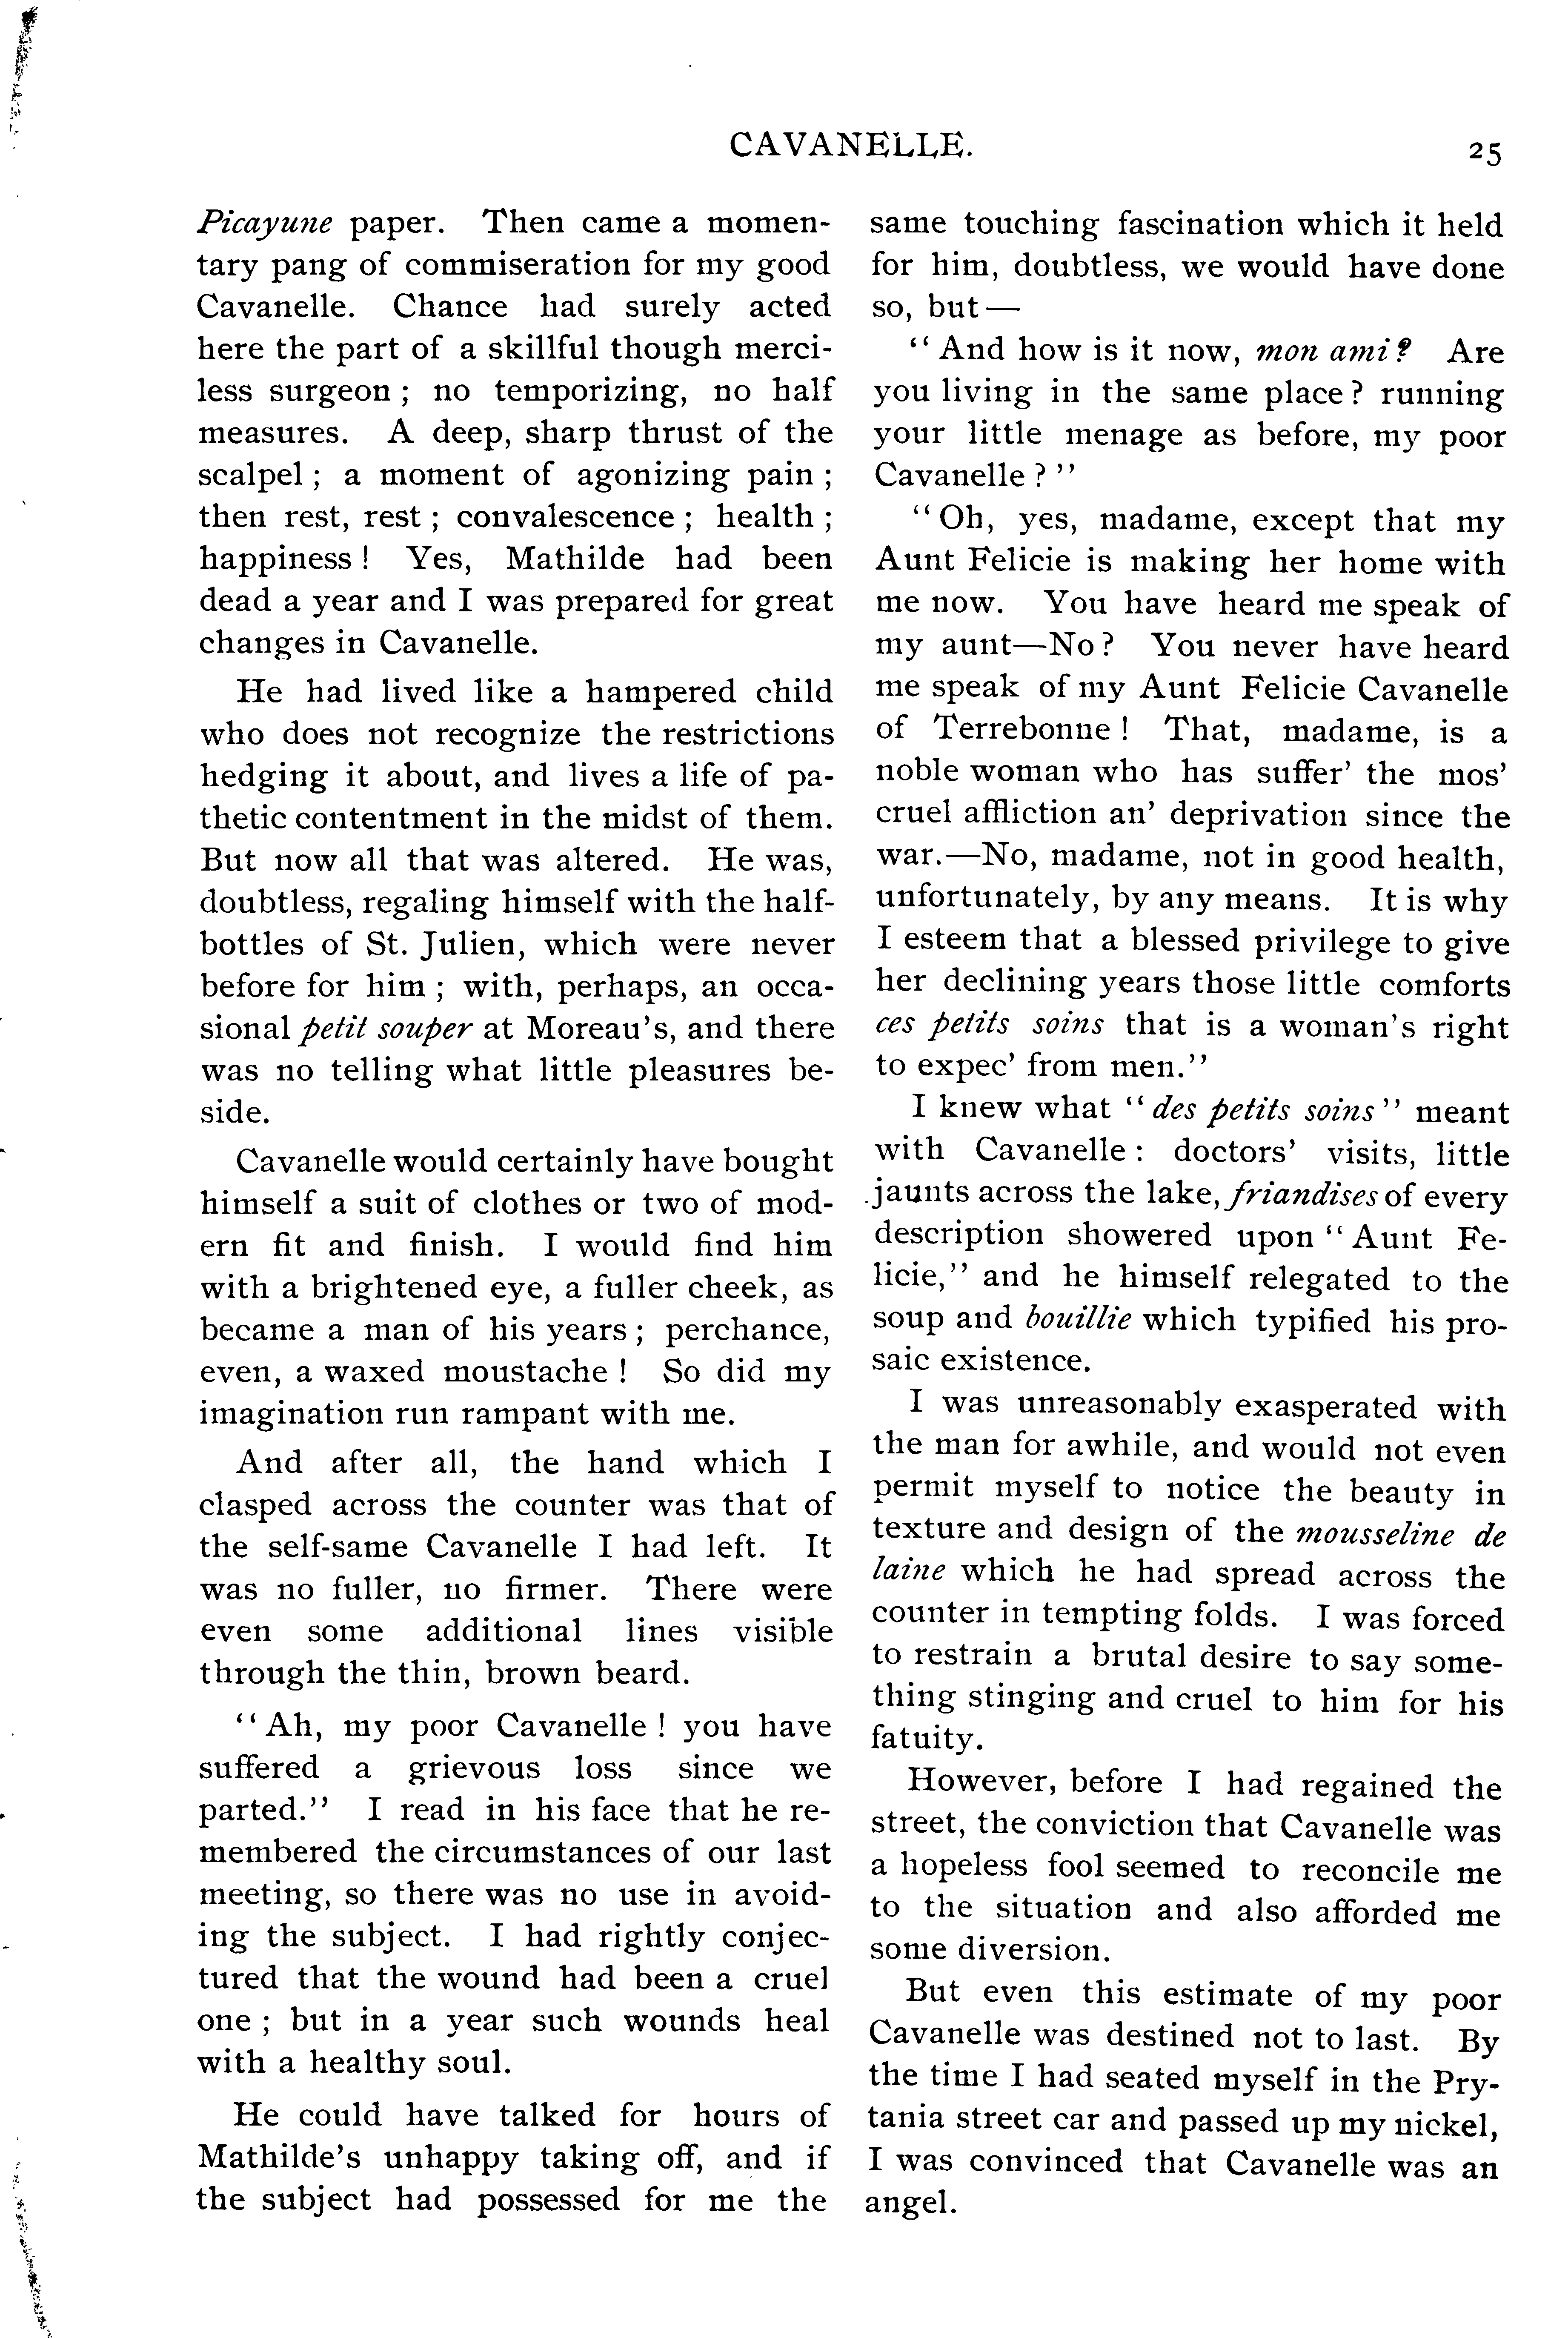 CAVANELLE.
25
Picayune paper. Then came a momen-
tary pang of commiseration for my good
Cavanelle. Chance had surely acted
here the part of a skillful though merci-
less surgeon ; no temporizing, no half
measures. A deep, sharp thrust of the
scalpel ; a moment of agonizing pain ;
then rest, rest ; convalescence ; health ;
happiness ! Yes, Mathilde had been
dead a year and I was prepared for great
changes in Cavanelle.
He had lived like a hampered child
who does not recognize the restrictions
hedging it about, and lives a life of pa-
thetic contentment in the midst of them.
But now all that was altered. He was,
doubtless, regaling himself with the half-
bottles of St. Julien, which were never
before for him ; with, perhaps, an occa-
sional petit souper at Moreau's, and there
was no telling what little pleasures be-
side.
Cavanelle would certainly have bought
himself a suit of clothes or two of mod-
ern fit and finish. I would find him
with a brightened eye, a fuller cheek, as
became a man of his years ; perchance,
even, a waxed moustache ! So did my
imagination run rampant with me.
And after all, the hand which I
clasped across the counter was that of
the self-same Cavanelle I had left. It
was no fuller, no firmer. There were
even some additional lines visible
through the thin, brown beard.
“Ah, my poor Cavanelle ! you have
suffered a grievous loss since we
parted.” I read in his face that he re-
membered the circumstances of our last
meeting, so there was no use in avoid-
ing the subject. I had rightly conjec-
tured that the wound had been a cruel
one ; but in a year such wounds heal
with a healthy soul.
He could have talked for hours of
Mathilde's unhappy taking off, and if
the subject had possessed for me the
same touching fascination which it held
for him, doubtless, we would have done
so, but —
“And how is it now, mon ami? Are
you living in the same place ? running
your little menage as before, my poor
Cavanelle ? ”
“Oh, yes, madame, except that my
Aunt Felicie is making her home with
me now. You have heard me speak of
my aunt—No ? You never have heard
me speak of my Aunt Felicie Cavanelle
of Terrebonne ! That, madame, is a
noble woman who has suffer' the mos'
cruel affliction an' deprivation since the
war.—No, madame, not in good health,
unfortunately, by any means. It is why
I esteem that a blessed privilege to give
her declining years those little comforts
ces petits soins that is a woman's right
to expec' from men.”
I knew what “des petits soins” meant
with Cavanelle : doctors' visits, little
jaunts across the lake, friandises of every
description showered upon “Aunt Fe-
licie,” and he himself relegated to the
soup and bouillie which typified his pro-
saic existence.
I was unreasonably exasperated with
the man for awhile, and would not even
permit myself to notice the beauty in
texture and design of the mousseline de
laine which he had spread across the
counter in tempting folds. I was forced
to restrain a brutal desire to say some-
thing stinging and cruel to him for his
fatuity.
However, before I had regained the
street, the conviction that Cavanelle was
a hopeless fool seemed to reconcile me
to the situation and also afforded me
some diversion.
But even this estimate of my poor
Cavanelle was destined not to last. By
the time I had seated myself in the Pry-
tania street car and passed up my nickel,
I was convinced that Cavanelle was an
angel.